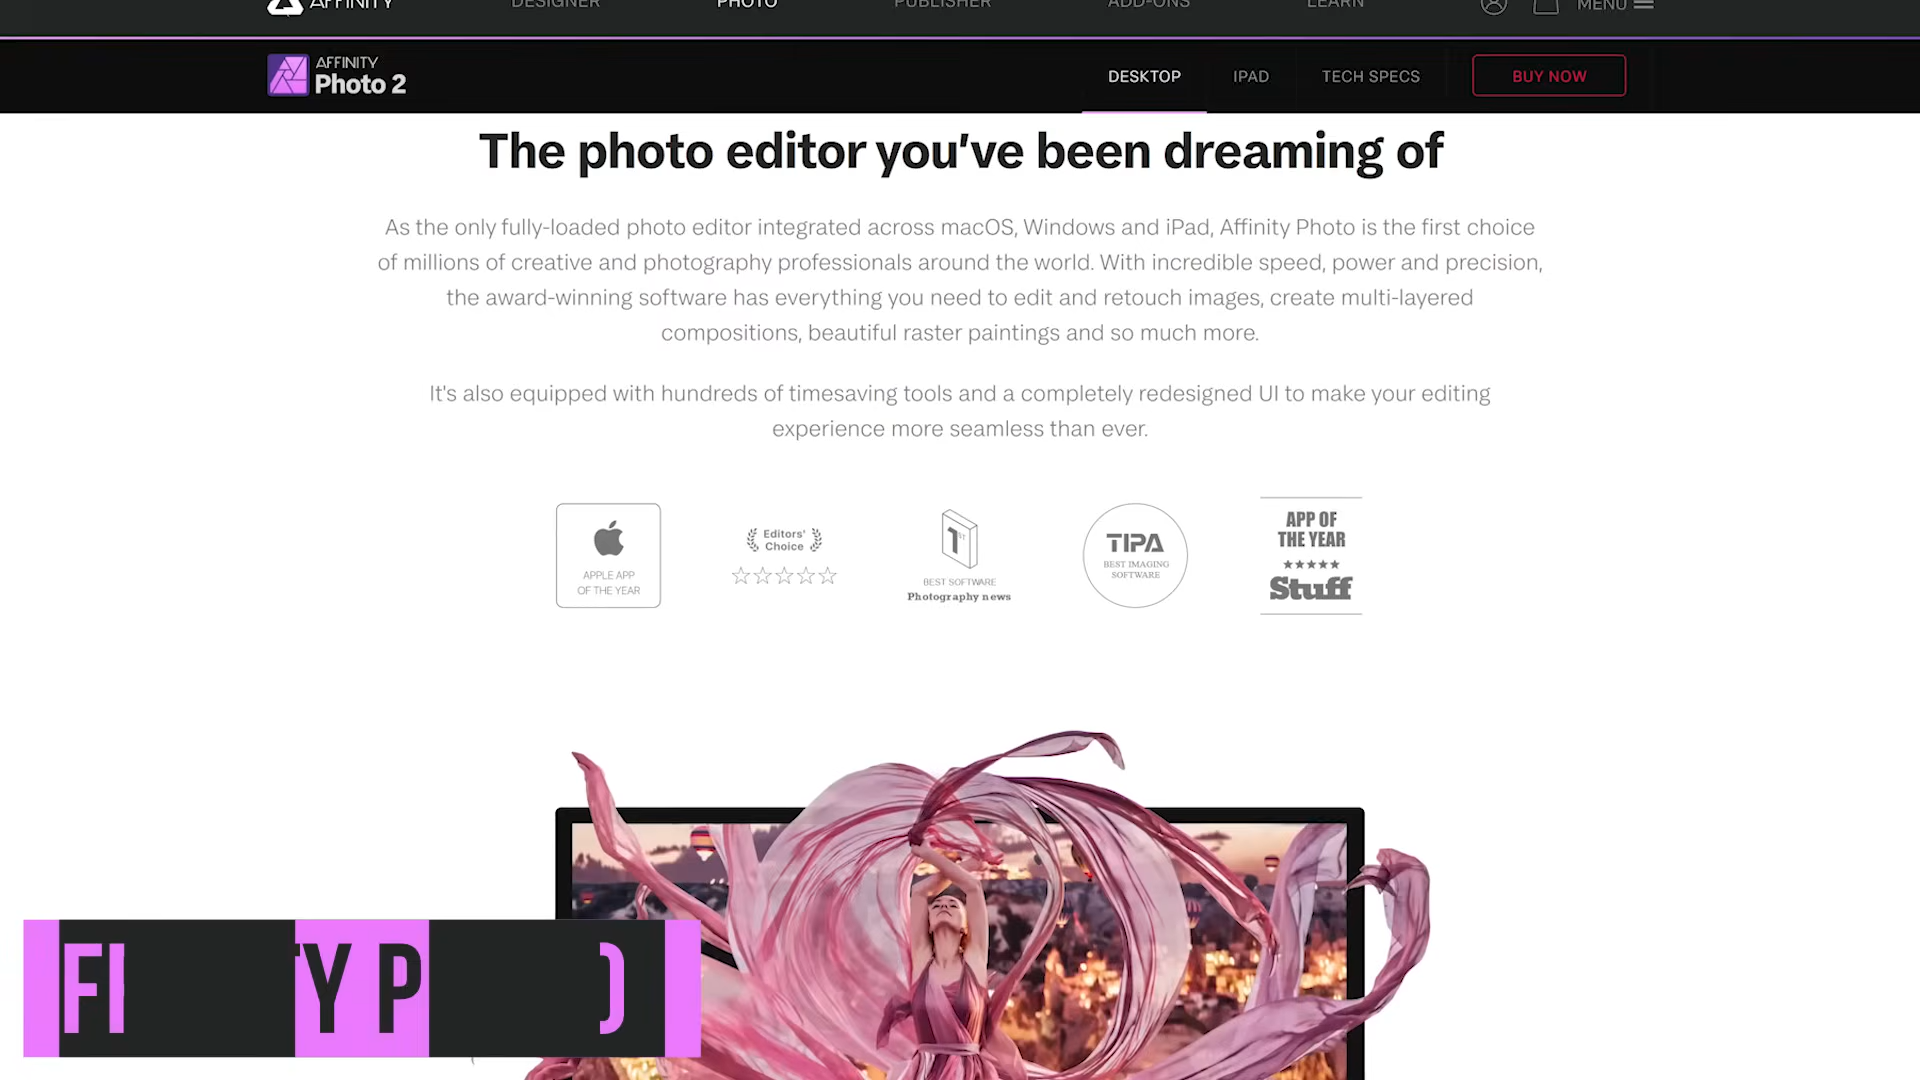 AFFINITY DESIGNER PHOTO PUBLISHER ADD-ONS LEARN MENU
AFFINITY
Photo 2
DESKTOP IPAD TECH SPECS BUY NOW
The photo editor you've been dreaming of
As the only fully-loaded photo editor integrated across macOS, Windows and iPad, Affinity Photo is the first choice
of millions of creative and photography professionals around the world. With incredible speed, power and precision,
the award-winning software has everything you need to edit and retouch images, create multi-layered
compositions, beautiful raster paintings and so much more.
It's also equipped with hundreds of timesaving tools and a completely redesigned UI to make your editing
experience more seamless than ever.
APPLE APP
OF THE YEAR
Editors'
Choice
1ST
BEST SOFTWARE
Photography news
TIPA
BEST IMAGING
SOFTWARE
APP OF
THE YEAR
Stuff